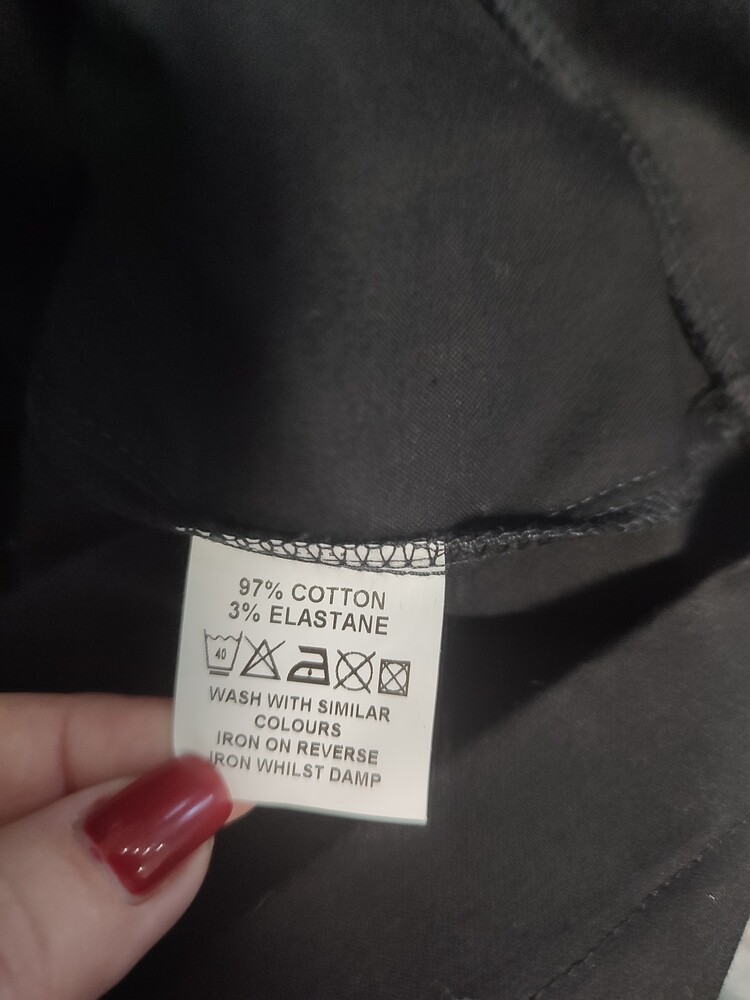 97% COTTON
3% ELASTANE
40
WASH WITH SIMILAR
COLOURS
IRON ON REVERSE
IRON WHILST DAMP